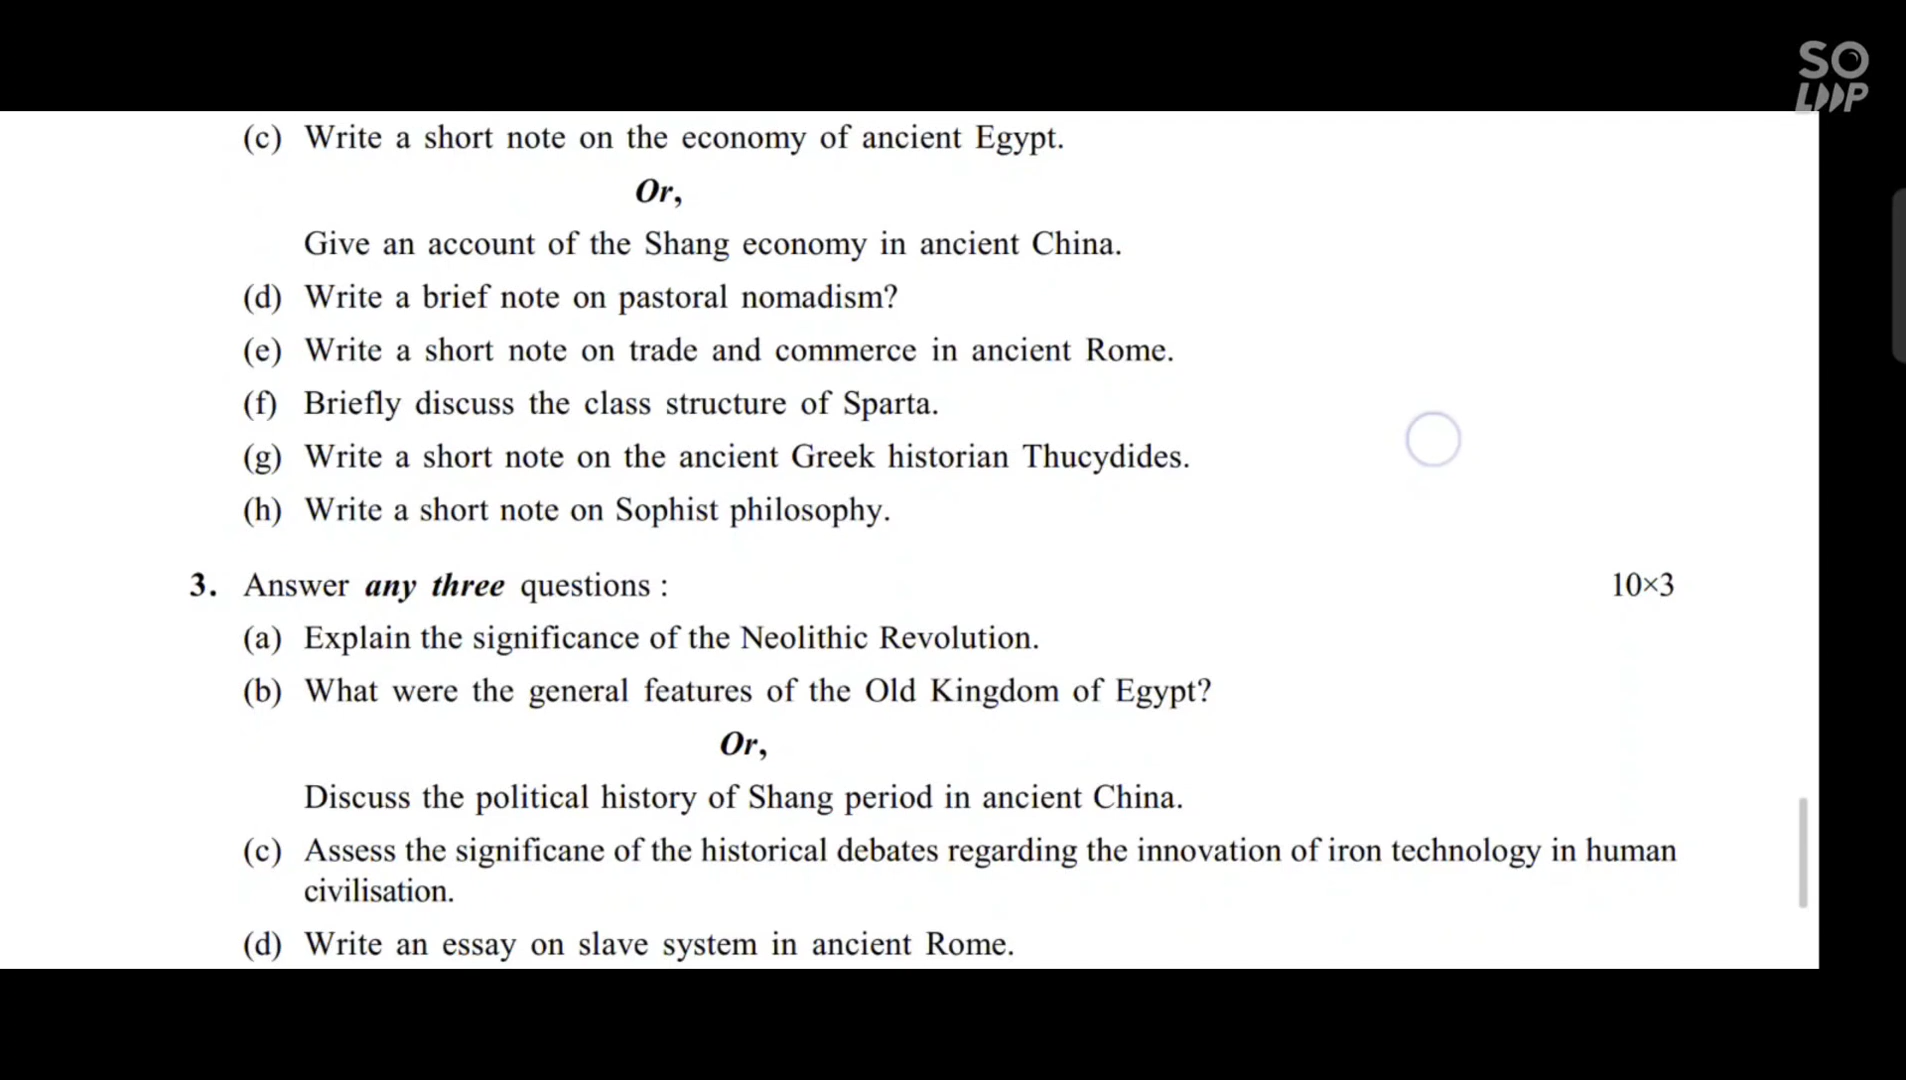 SO
LOOP
(c) Write a short note on the economy of ancient Egypt.
Or,
Give an account of the Shang economy in ancient China.
(d) Write a brief note on pastoral nomadism?
(e) Write a short note on trade and commerce in ancient Rome.
(f) Briefly discuss the class structure of Sparta.
(g) Write a short note on the ancient Greek historian Thucydides.
(h) Write a short note on Sophist philosophy.
3. Answer any three questions : 10×3
(a) Explain the significance of the Neolithic Revolution.
(b) What were the general features of the Old Kingdom of Egypt?
Or,
Discuss the political history of Shang period in ancient China.
(c) Assess the significane of the historical debates regarding the innovation of iron technology in human
civilisation.
(d) Write an essay on slave system in ancient Rome.